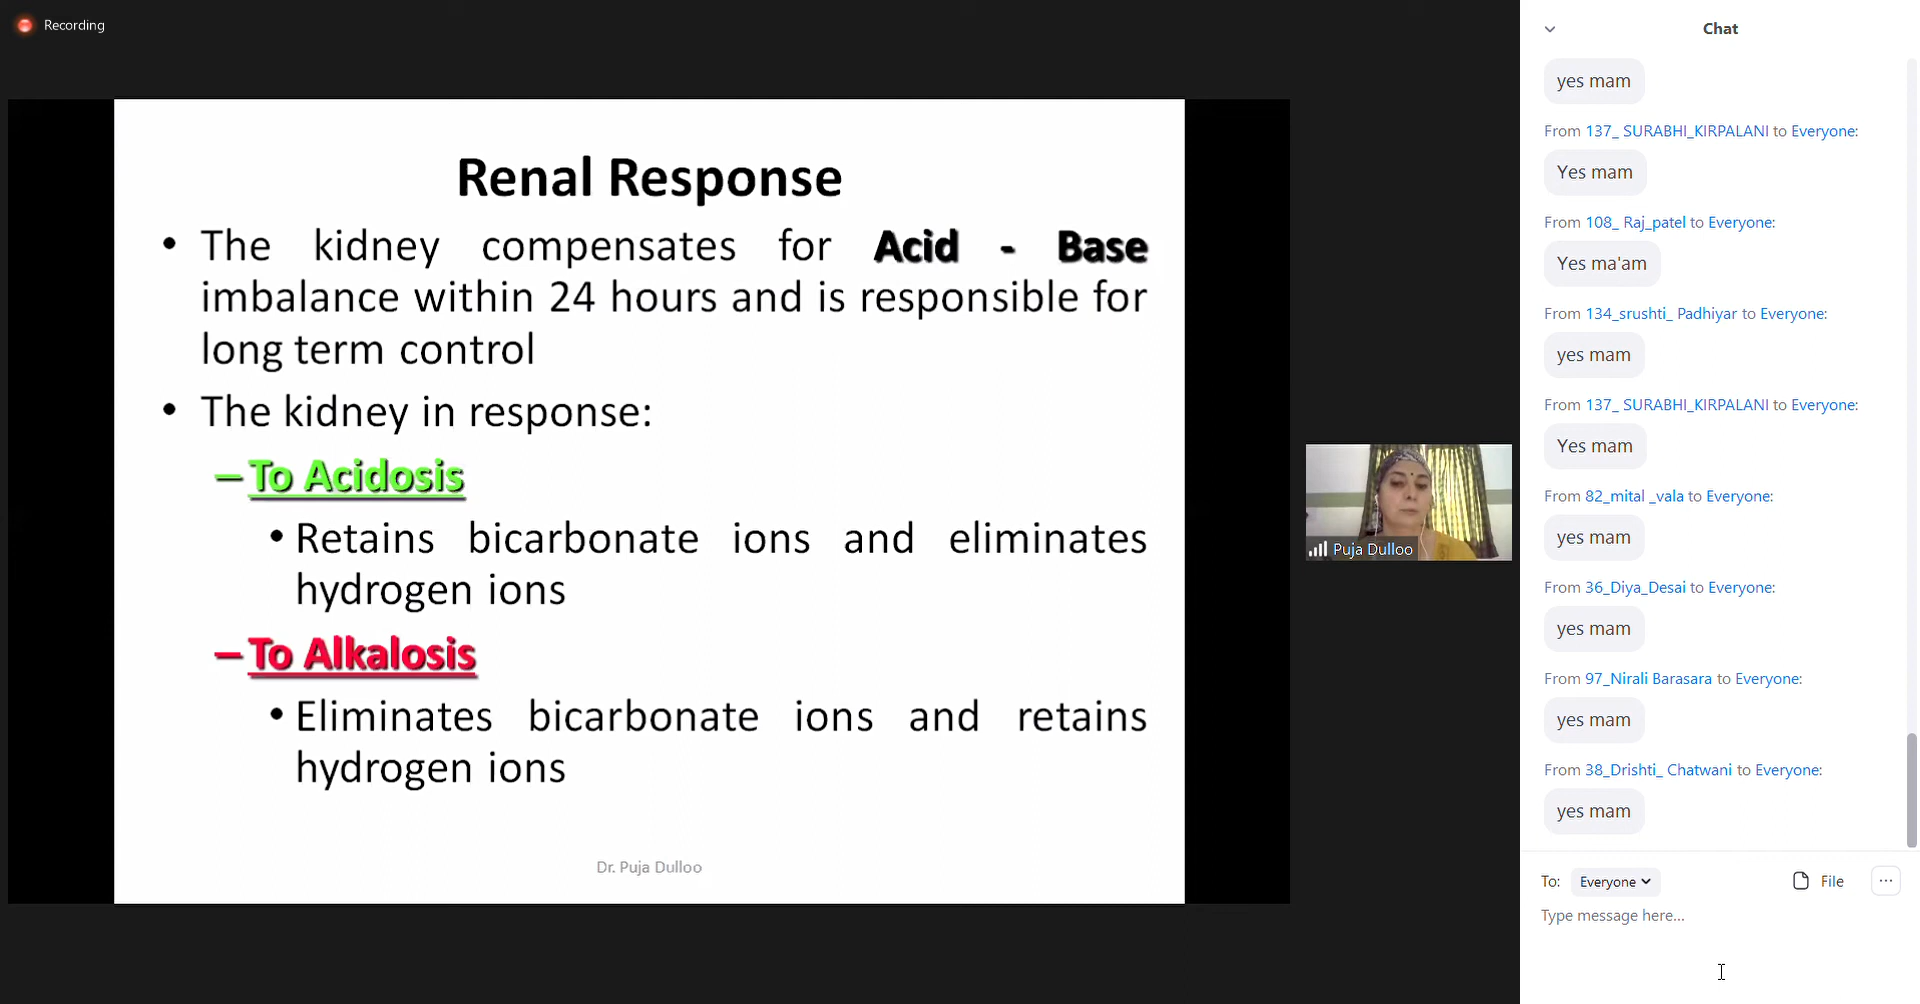 Recording
Renal Response
• The kidney compensates for Acid - Base
imbalance within 24 hours and is responsible for
long term control
• The kidney in response:
– To Acidosis
• Retains bicarbonate ions and eliminates
hydrogen ions
– To Alkalosis
• Eliminates bicarbonate ions and retains
hydrogen ions
Dr. Puja Dulloo
Puja Dulloo
Chat
yes mam
From 137_ SURABHI_KIRPALANI to Everyone:
Yes mam
From 108_ Raj_patel to Everyone:
Yes ma'am
From 134_srushti_ Padhiyar to Everyone:
yes mam
From 137_ SURABHI_KIRPALANI to Everyone:
Yes mam
From 82_mital _vala to Everyone:
yes mam
From 36_Diya_Desai to Everyone:
yes mam
From 97_Nirali Barasara to Everyone:
yes mam
From 38_Drishti_ Chatwani to Everyone:
yes mam
To: Everyone File ...
Type message here...